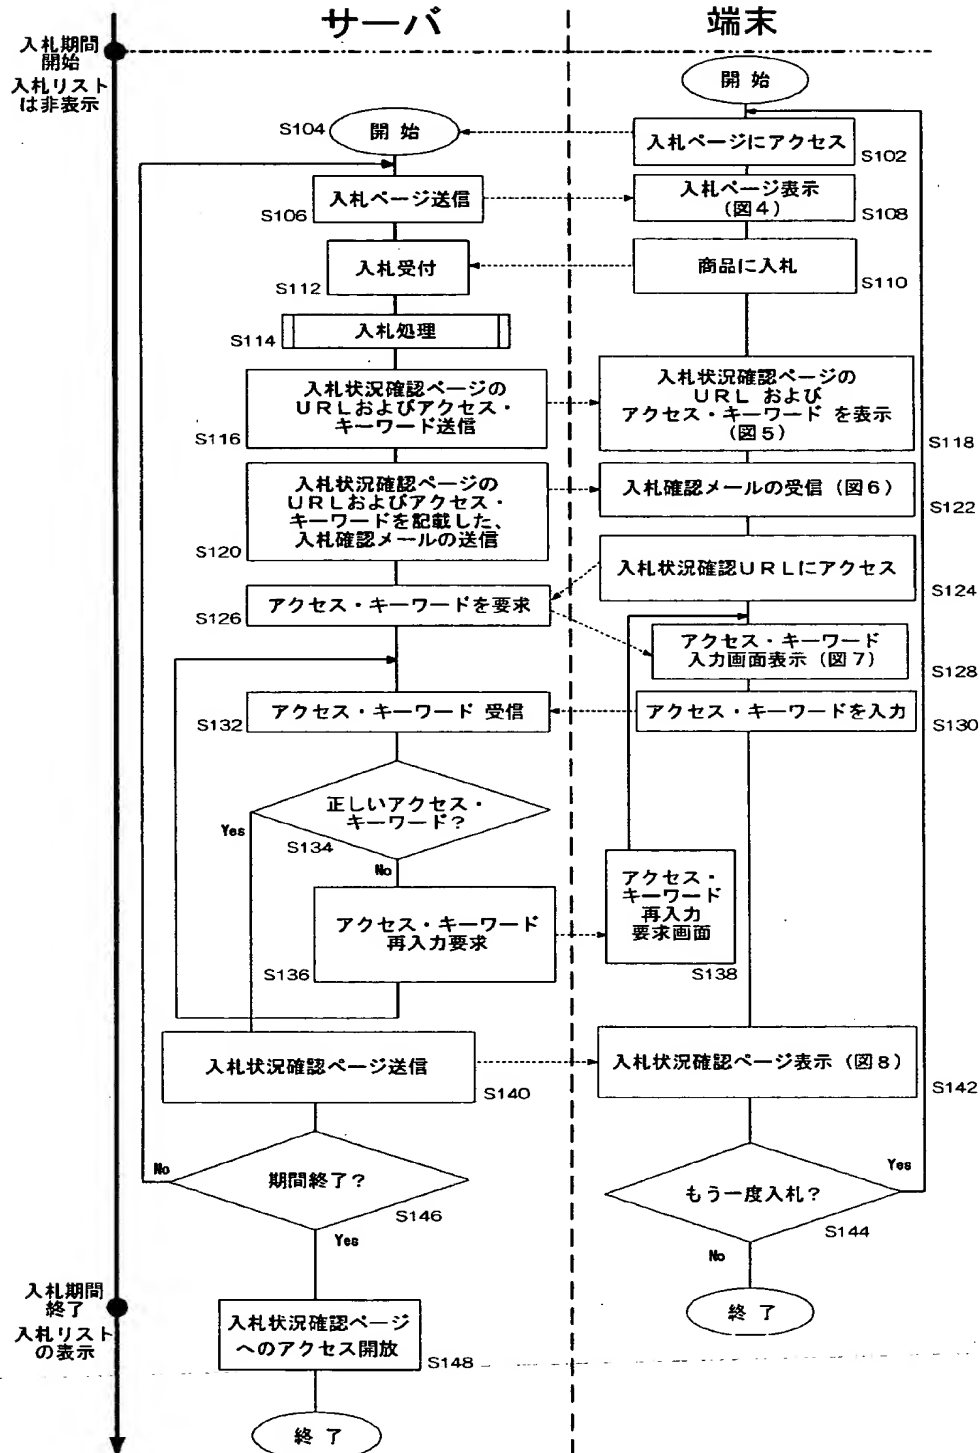 サーバ
端末
入札期間
開始
入札リスト
は非表示
開 始
S104
開 始
入札ページにアクセス
S102
入札ページ送信
S106
入札ページ表示
(図4)
S108
入札受付
S112
商品に入札
S110
入札処理
S114
入札状況確認ページの
URLおよびアクセス・
キーワード送信
S116
入札状況確認ページの
URL および
アクセス・キーワード を表示
(図5)
S118
入札状況確認ページの
URLおよびアクセス・
キーワードを記載した、
入札確認メールの送信
S120
入札確認メールの受信 (図6)
S122
入札状況確認URLにアクセス
S124
アクセス・キーワードを要求
S126
アクセス・キーワード
入力画面表示 (図7)
S128
アクセス・キーワード 受信
S132
アクセス・キーワードを入力
S130
正しいアクセス・
キーワード?
Yes
S134
No
アクセス・キーワード
再入力要求
S136
アクセス・
キーワード
再入力
要求画面
S138
入札状況確認ページ送信
S140
入札状況確認ページ表示 (図8)
S142
No
期間終了?
S146
Yes
もう一度入札?
Yes
S144
No
入札期間
終了
入札リスト
の表示
入札状況確認ページ
へのアクセス開放
S148
終 了
終 了